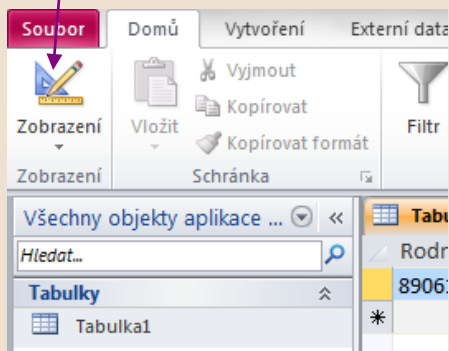 Soubor Domů Vytvoření Externí data
Vyjmout
Kopírovat
Zobrazení Vložit Kopírovat formát Filtr
Zobrazení Schránka
Všechny objekty aplikace ... « Tabu
Hledat... Rodn
Tabulky 8906
Tabulka1